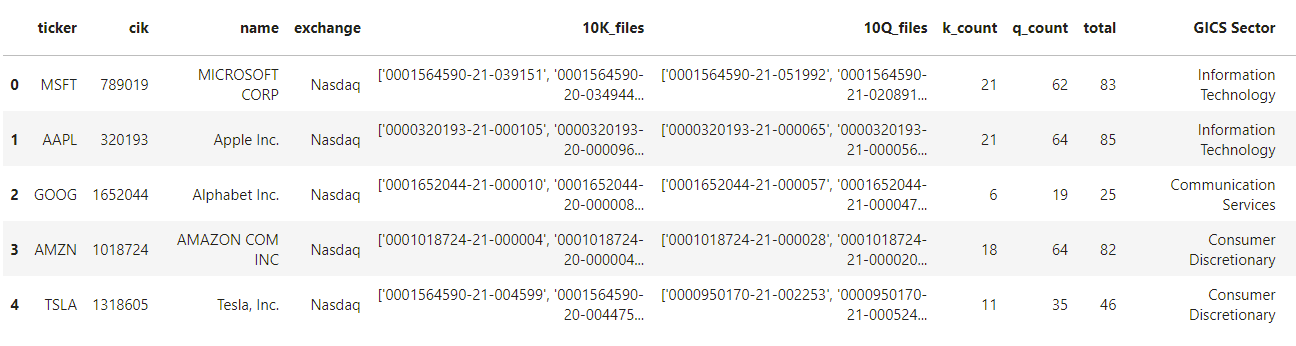 ticker cik name exchange 10K_files 10Q_files k_count q_count total GICS Sector
0 MSFT 789019 MICROSOFT CORP Nasdaq ['0001564590-21-039151', '0001564590-20-034944... ['0001564590-21-051992', '0001564590-21-020891... 21 62 83 Information Technology
1 AAPL 320193 Apple Inc. Nasdaq ['0000320193-21-000105', '0000320193-20-000096... ['0000320193-21-000065', '0000320193-21-000056... 21 64 85 Information Technology
2 GOOG 1652044 Alphabet Inc. Nasdaq ['0001652044-21-000010', '0001652044-20-000008... ['0001652044-21-000057', '0001652044-21-000047... 6 19 25 Communication Services
3 AMZN 1018724 AMAZON COM INC Nasdaq ['0001018724-21-000004', '0001018724-20-000004... ['0001018724-21-000028', '0001018724-21-000020... 18 64 82 Consumer Discretionary
4 TSLA 1318605 Tesla, Inc. Nasdaq ['0001564590-21-004599', '0001564590-20-004475... ['0000950170-21-002253', '0000950170-21-000524... 11 35 46 Consumer Discretionary